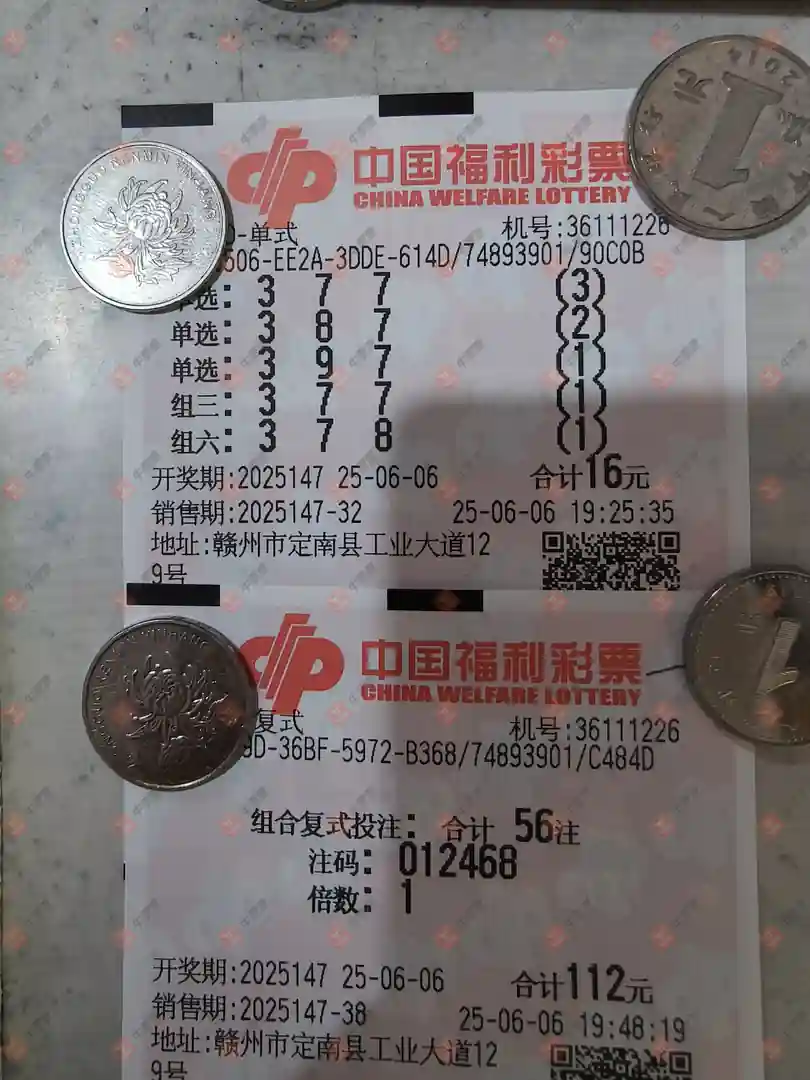 中国福利彩票
CHINA WELFARE LOTTERY
-单式 机号:36111226
506-EE2A-3DDE-614D/74893901/90C0B
单选: 3 7 7 (3)
单选: 3 8 7 (2)
单选: 3 9 7 (1)
组三: 3 7 7 (1)
组六: 3 7 8 (1)
开奖期:2025147 25-06-06 合计16元
销售期:2025147-32 25-06-06 19:25:35
地址:赣州市定南县工业大道12
9号
中国福利彩票
CHINA WELFARE LOTTERY
复式 机号:36111226
9D-36BF-5972-B368/74893901/C484D
组合复式投注: 合计 56注
注码: 012468
倍数: 1
开奖期:2025147 25-06-06 合计112元
销售期:2025147-38 25-06-06 19:48:19
地址:赣州市定南县工业大道12
9号